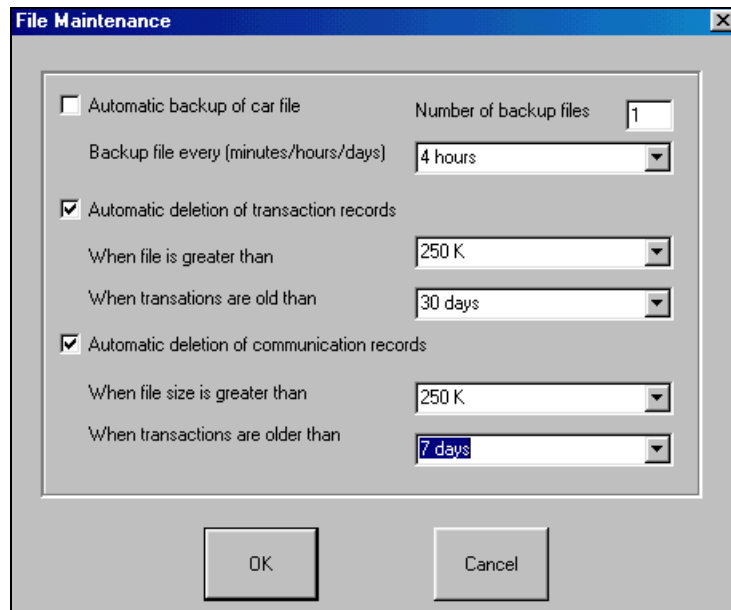 File Maintenance
Automatic backup of car file
Number of backup files 1
Backup file every (minutes/hours/days) 4 hours
Automatic deletion of transaction records
When file is greater than 250 K
When transations are old than 30 days
Automatic deletion of communication records
When file size is greater than 250 K
When transactions are older than 7 days
OK Cancel